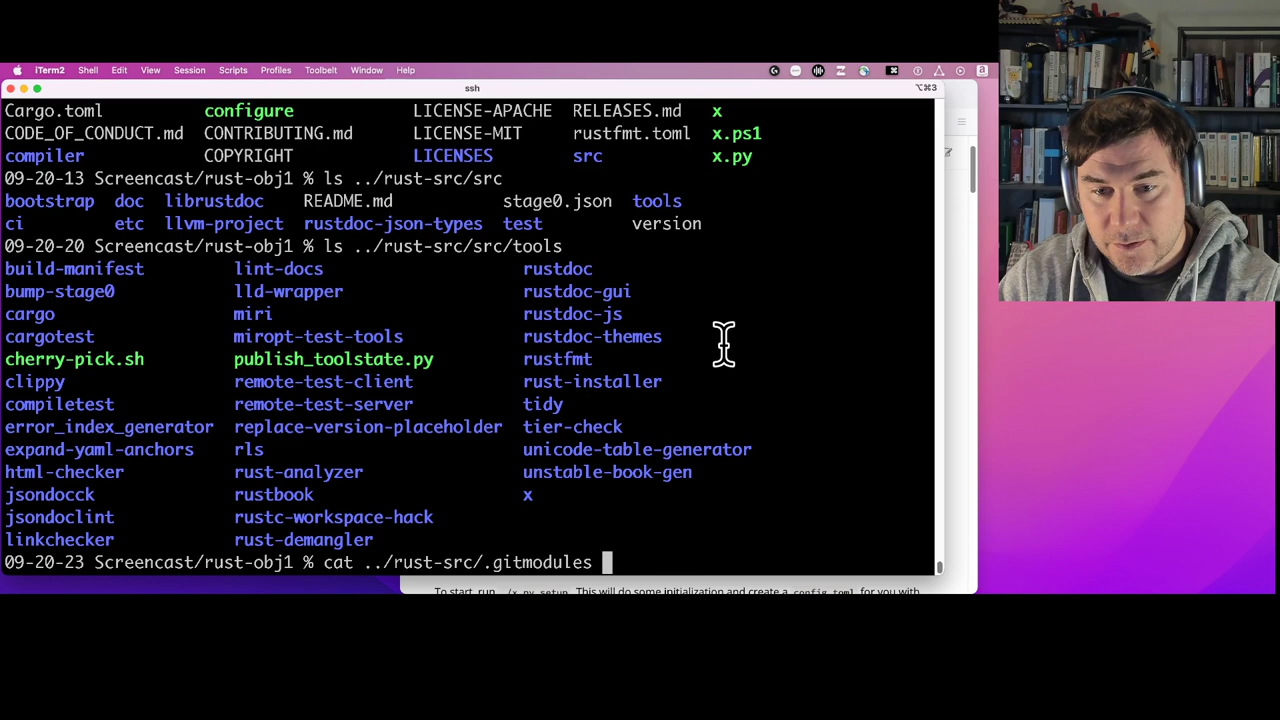 iTerm2 Shell Edit View Session Scripts Profiles Toolbelt Window Help
ssh ⌥⌘3
Cargo.toml configure LICENSE-APACHE RELEASES.md x
CODE_OF_CONDUCT.md CONTRIBUTING.md LICENSE-MIT rustfmt.toml x.ps1
compiler COPYRIGHT LICENSES src x.py
09-20-13 Screencast/rust-obj1 % ls ../rust-src/src
bootstrap doc librustdoc README.md stage0.json tools
ci etc llvm-project rustdoc-json-types test version
09-20-20 Screencast/rust-obj1 % ls ../rust-src/src/tools
build-manifest lint-docs rustdoc
bump-stage0 lld-wrapper rustdoc-gui
cargo miri rustdoc-js
cargotest miropt-test-tools rustdoc-themes
cherry-pick.sh publish_toolstate.py rustfmt
clippy remote-test-client rust-installer
compiletest remote-test-server tidy
error_index_generator replace-version-placeholder tier-check
expand-yaml-anchors rls unicode-table-generator
html-checker rust-analyzer unstable-book-gen
jsondocck rustbook x
jsondoclint rustc-workspace-hack
linkchecker rust-demangler
09-20-23 Screencast/rust-obj1 % cat ../rust-src/.gitmodules
To start, run ./x.py setup. This will do some initialization and create a config.toml for you with